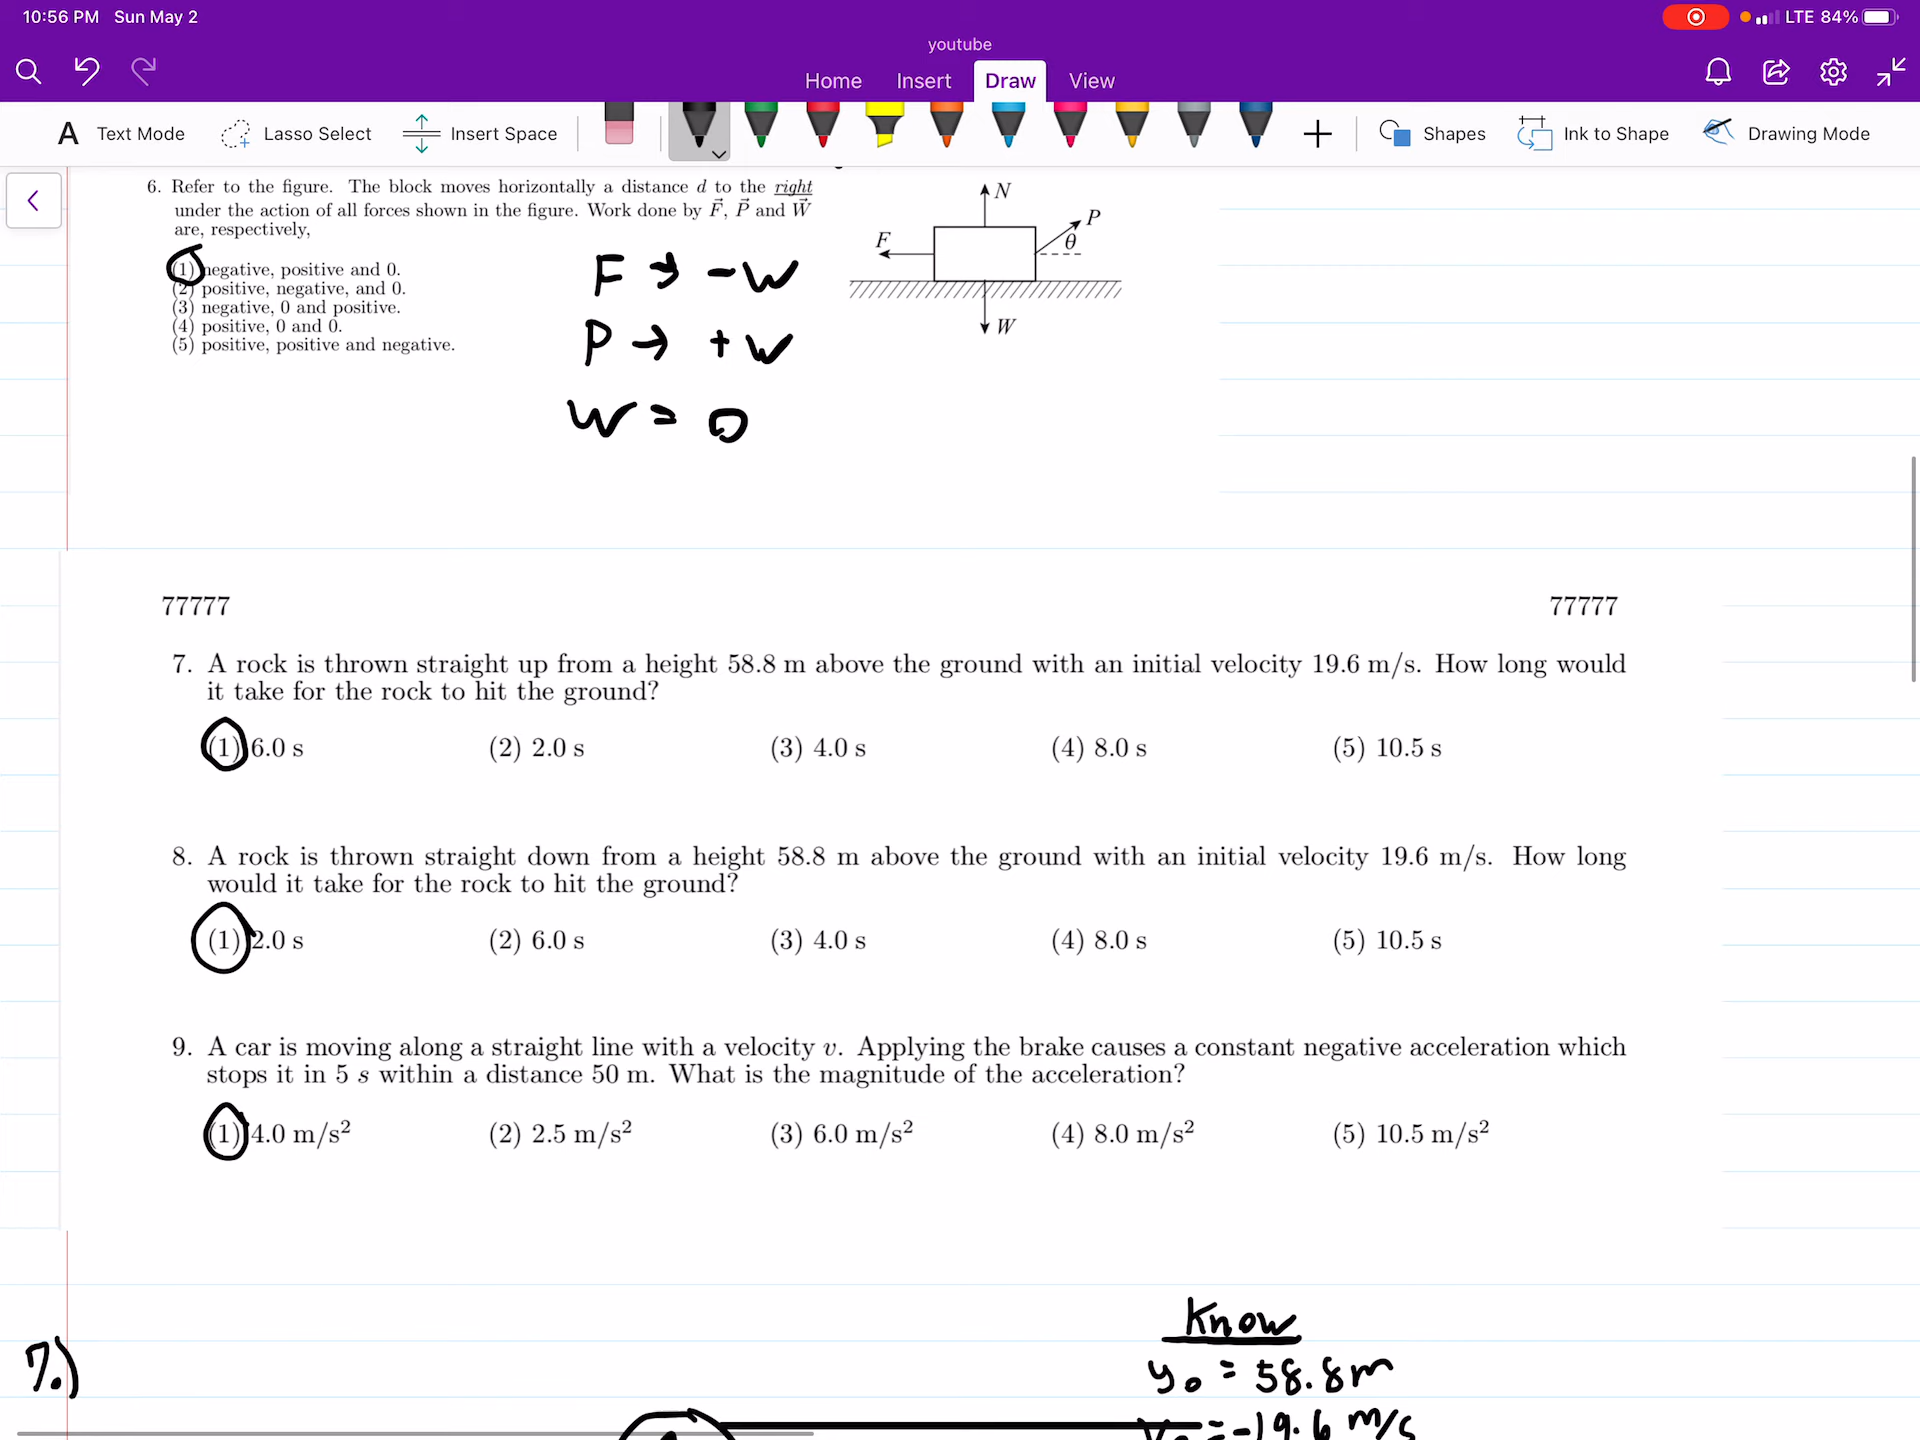 10:56 PM Sun May 2
LTE 84%
youtube
Home Insert Draw View
A Text Mode Lasso Select Insert Space Shapes Ink to Shape Drawing Mode
6. Refer to the figure. The block moves horizontally a distance d to the right
under the action of all forces shown in the figure. Work done by F⃗, P⃗ and W⃗
are, respectively,
(1) negative, positive and 0.
(2) positive, negative, and 0.
(3) negative, 0 and positive.
(4) positive, 0 and 0.
(5) positive, positive and negative.
F → -W
P → +W
W = 0
N
P
F
θ
W
77777 77777
7. A rock is thrown straight up from a height 58.8 m above the ground with an initial velocity 19.6 m/s. How long would
it take for the rock to hit the ground?
(1) 6.0 s (2) 2.0 s (3) 4.0 s (4) 8.0 s (5) 10.5 s
8. A rock is thrown straight down from a height 58.8 m above the ground with an initial velocity 19.6 m/s. How long
would it take for the rock to hit the ground?
(1) 2.0 s (2) 6.0 s (3) 4.0 s (4) 8.0 s (5) 10.5 s
9. A car is moving along a straight line with a velocity v. Applying the brake causes a constant negative acceleration which
stops it in 5 s within a distance 50 m. What is the magnitude of the acceleration?
(1) 4.0 m/s² (2) 2.5 m/s² (3) 6.0 m/s² (4) 8.0 m/s² (5) 10.5 m/s²
Know
7.)
y₀ = 58.8m
= -19.6 m/s